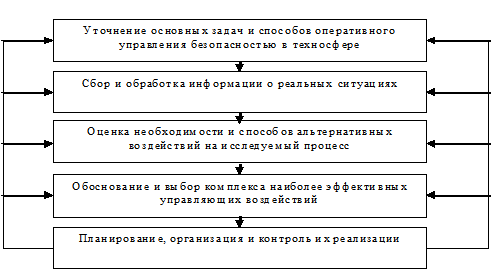 Уточнение основных задач и способов оперативного
управления безопасностью в техносфере
Сбор и обработка информации о реальных ситуациях
Оценка необходимости и способов альтернативных
воздействий на исследуемый процесс
Обоснование и выбор комплекса наиболее эффективных
управляющих воздействий
Планирование, организация и контроль их реализации